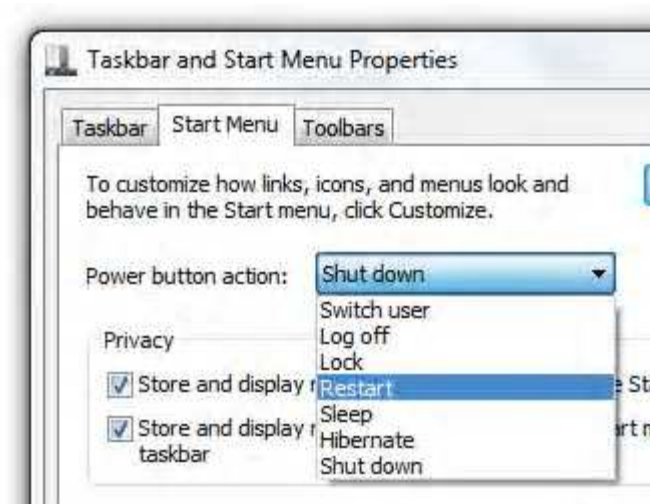 Taskbar and Start Menu Properties
Taskbar Start Menu Toolbars
To customize how links, icons, and menus look and
behave in the Start menu, click Customize.
Power button action: Shut down
Switch user
Log off
Privacy
Lock
Store and display
Restart
Sleep
Store and display
Hibernate
taskbar
Shut down